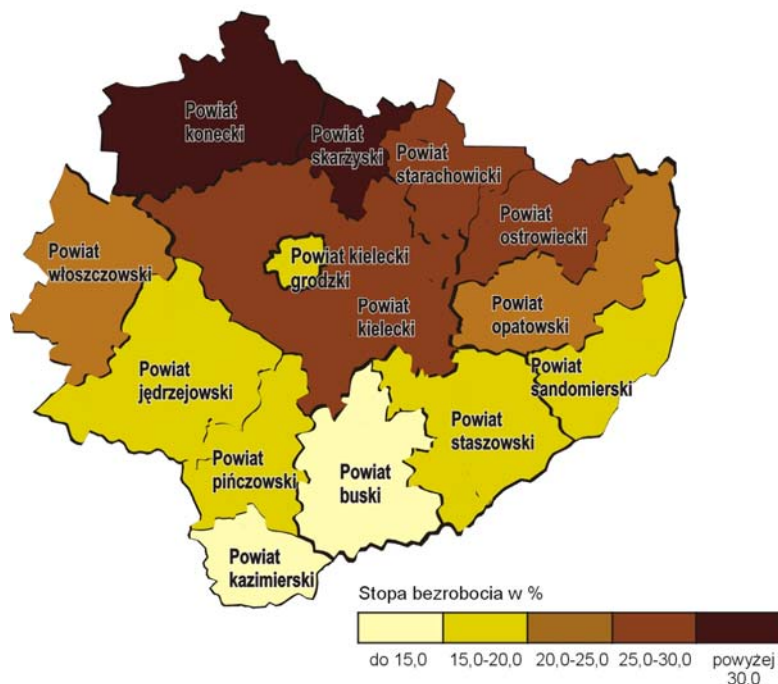 Powiat
konecki
Powiat
skarżyski
Powiat
starachowicki
Powiat
ostrowiecki
Powiat
włoszczowski
Powiat kielecki
grodzki
Powiat
kielecki
Powiat
opatowski
Powiat
jędrzejowski
Powiat
sandomierski
Powiat
staszowski
Powiat
pińczowski
Powiat
buski
Powiat
kazimierski
Stopa bezrobocia w %
do 15,0
15,0-20,0
20,0-25,0
25,0-30,0
powyżej
30,0